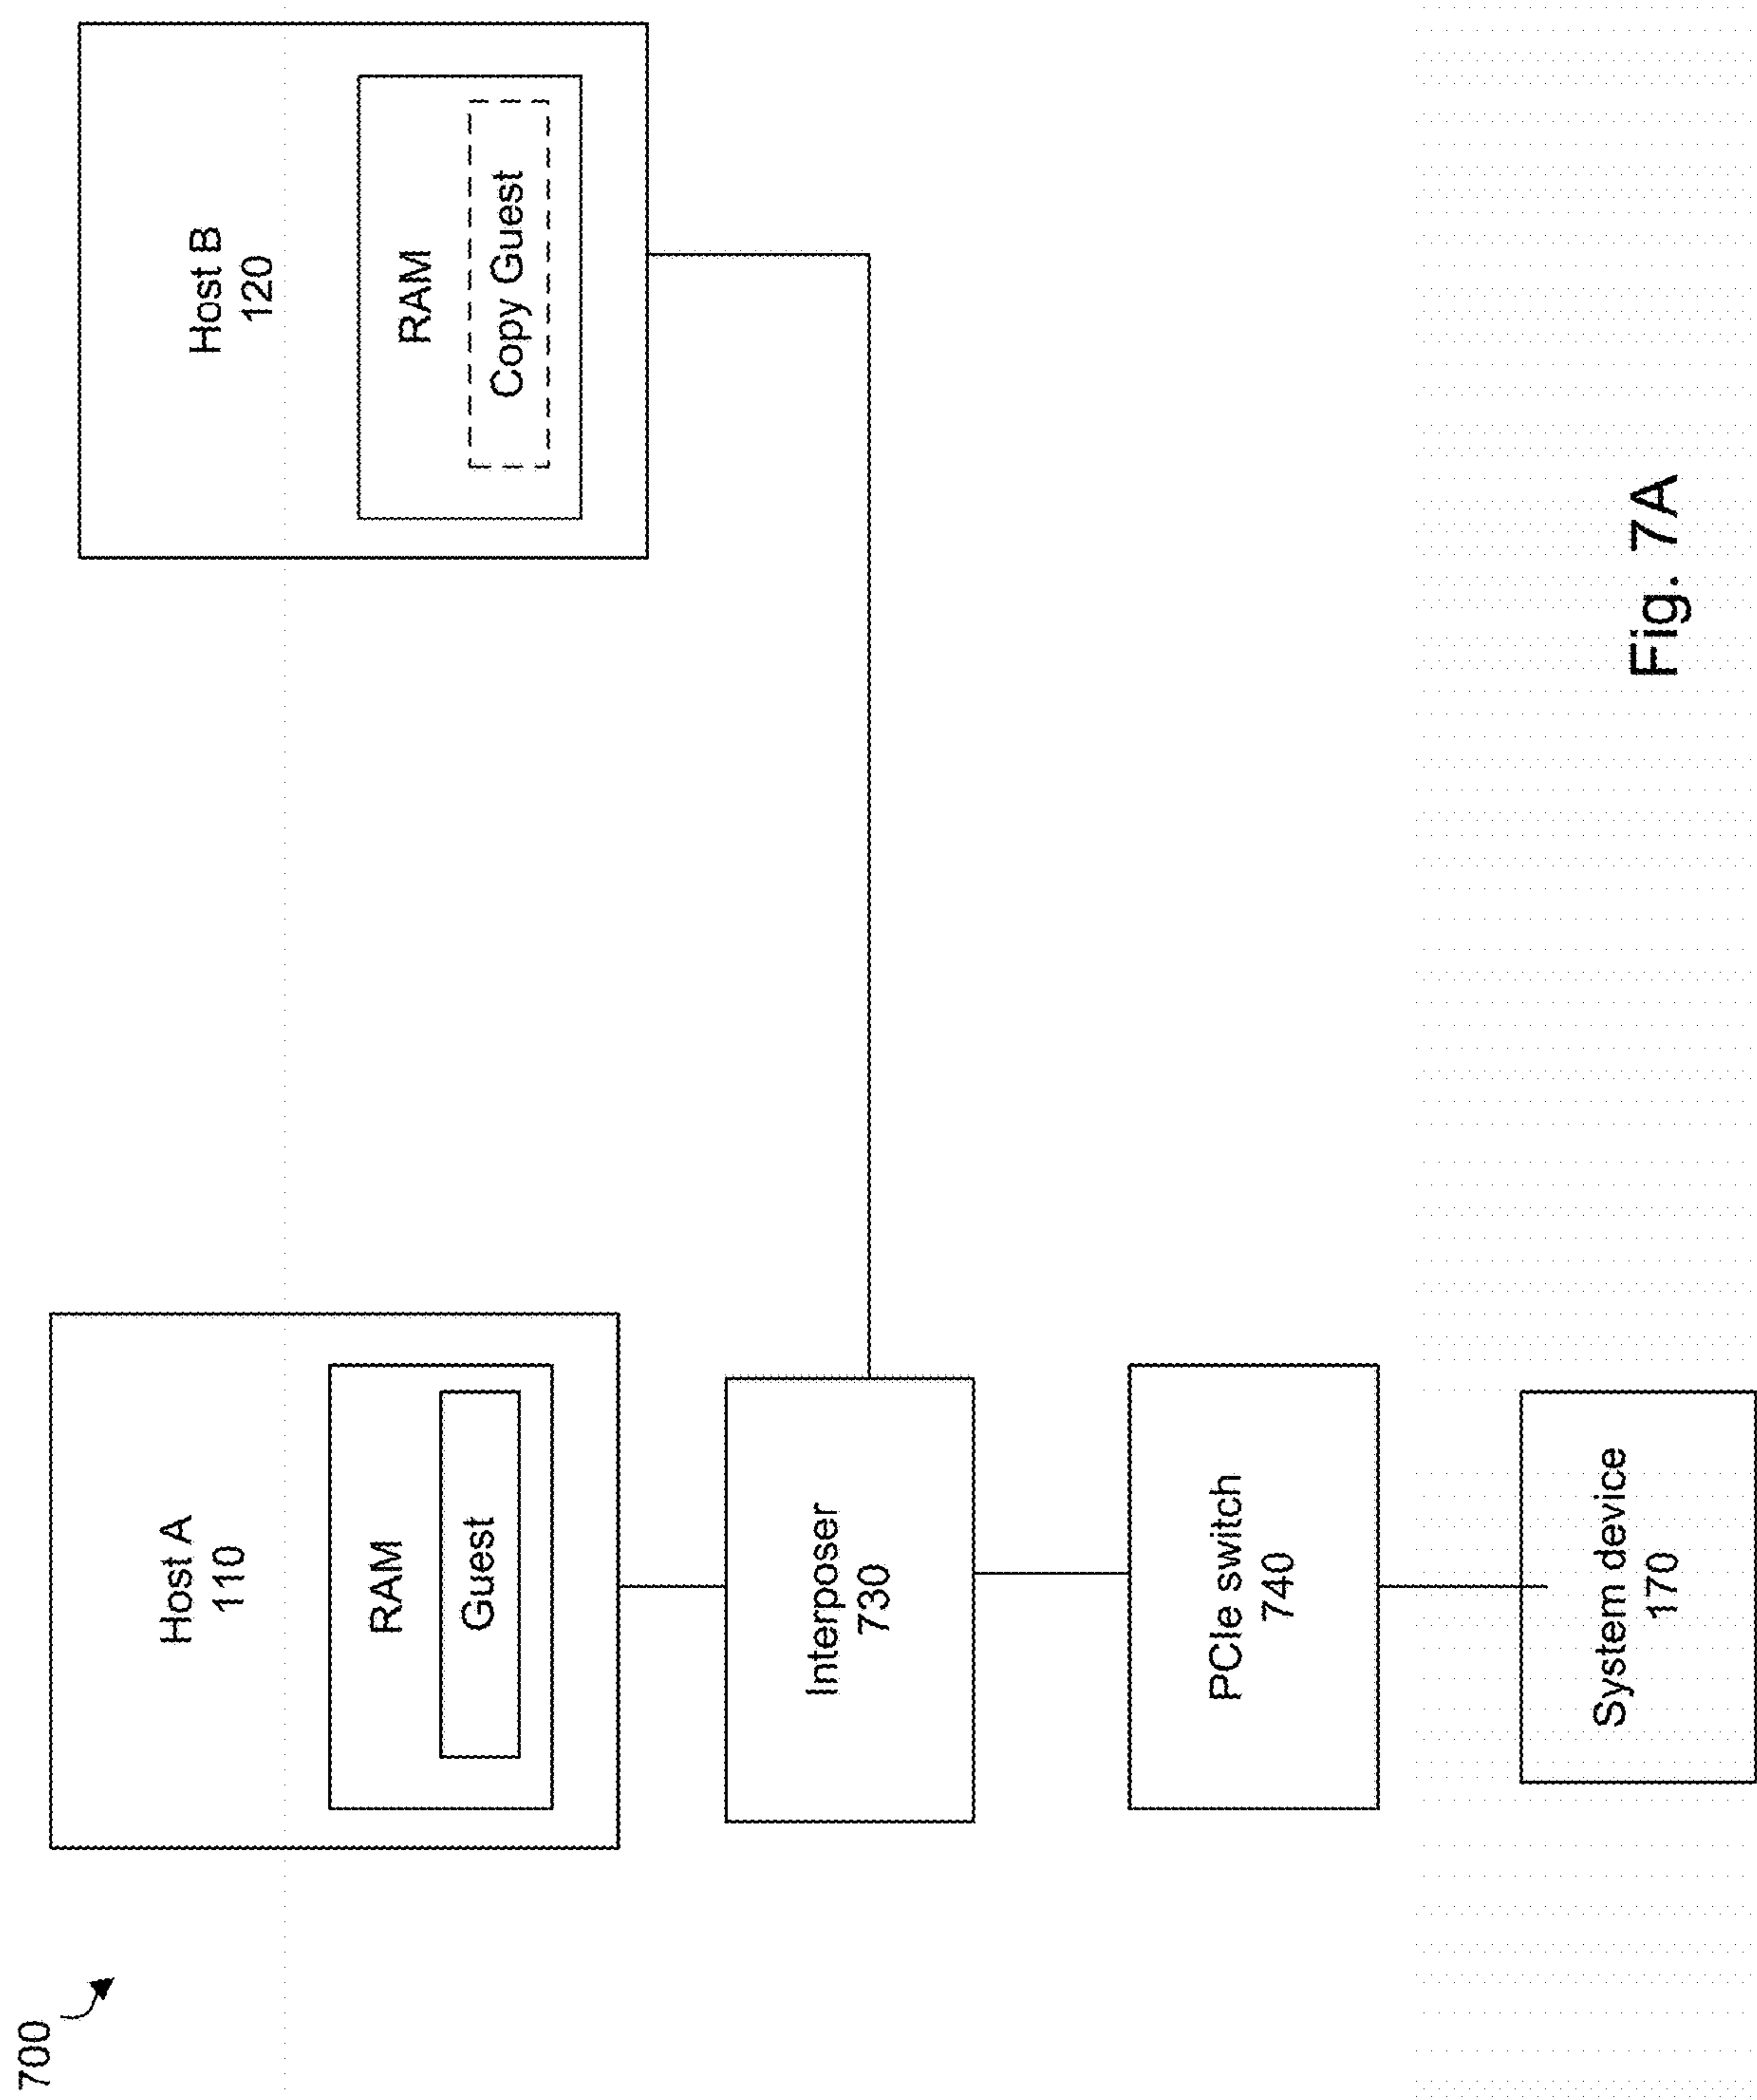 700
Host A
110
RAM
Guest
Host B
120
RAM
Copy Guest
Interposer
730
PCIe switch
740
System device
170
Fig. 7A